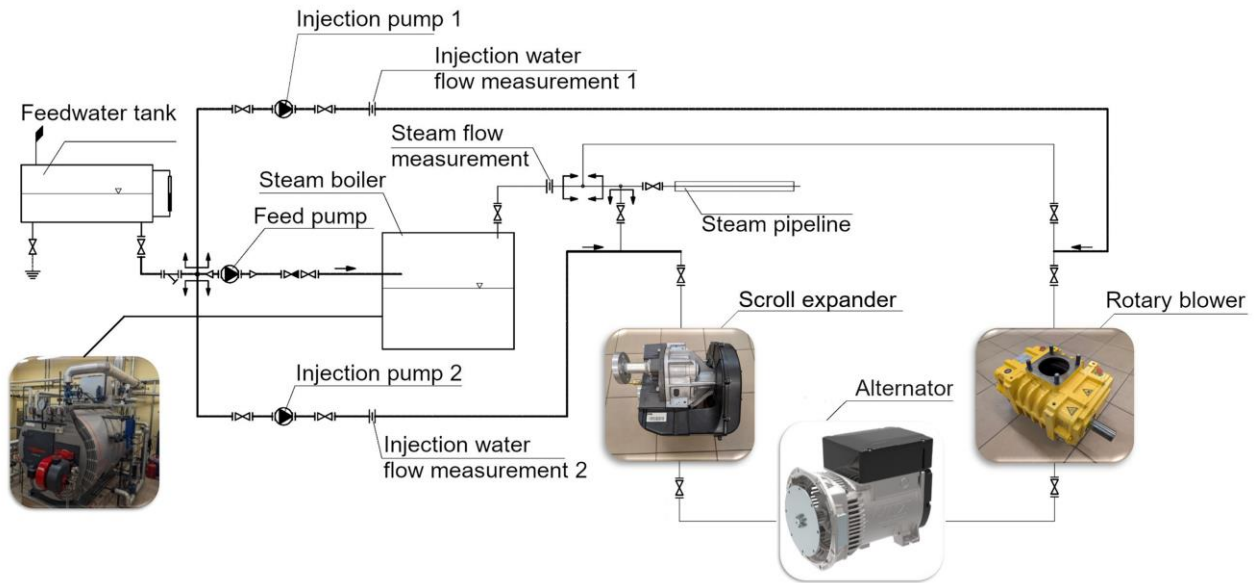 Injection pump 1
Injection water
flow measurement 1
Feedwater tank
Steam flow
measurement
Steam boiler
Feed pump
Steam pipeline
Scroll expander
Rotary blower
Injection pump 2
Alternator
Injection water
flow measurement 2